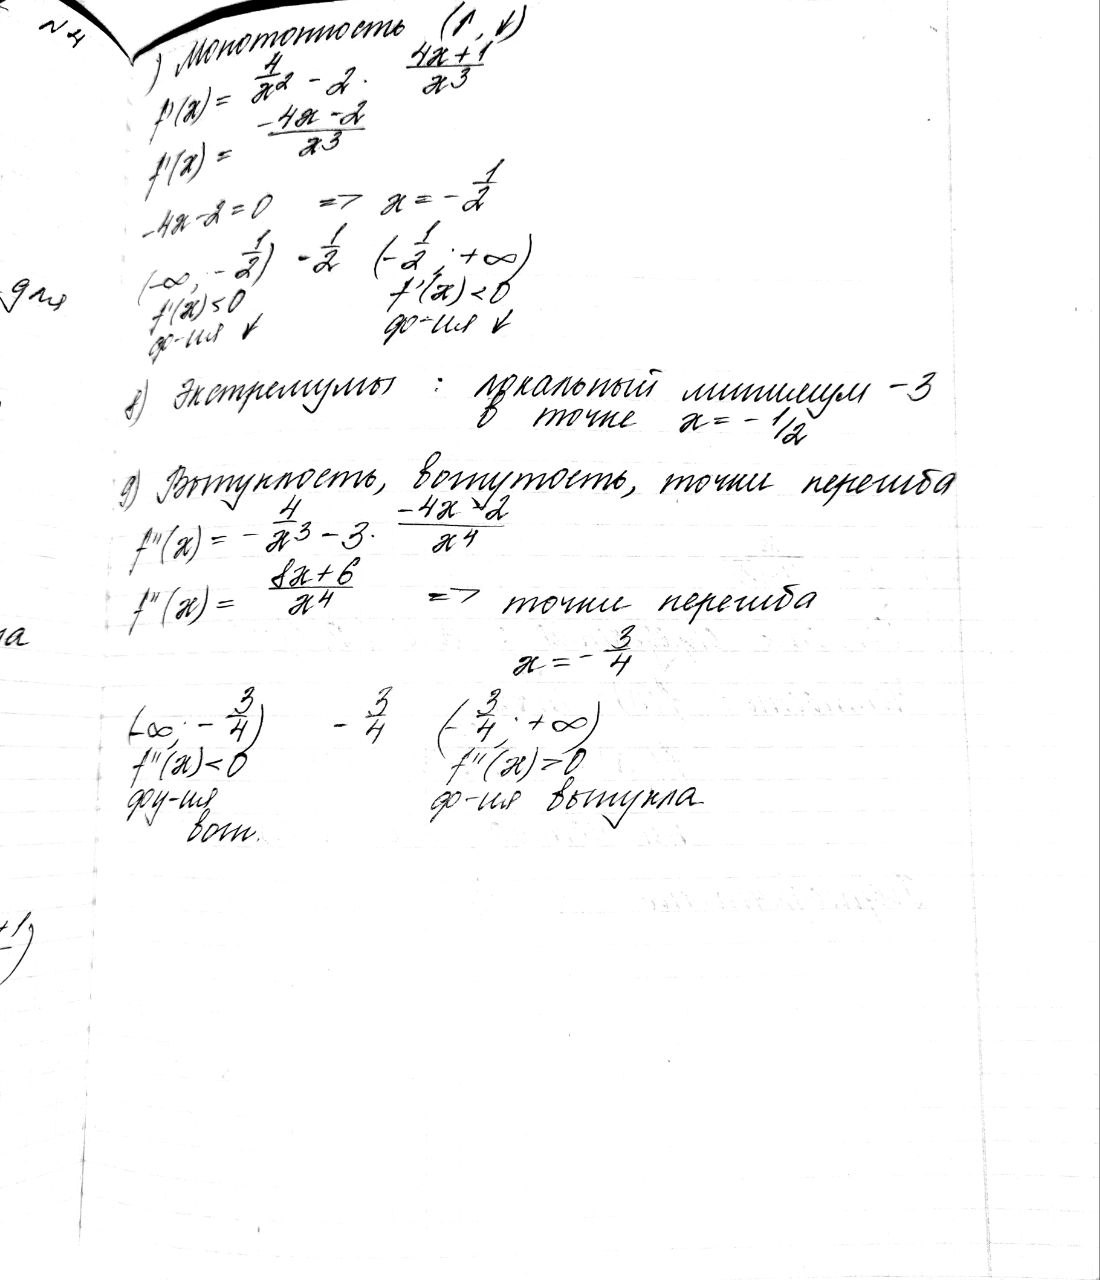 №4
) Монотонность (↑, ↓)
f'(x) = 4/x² - 2 · (4x+1)/x³
f'(x) = (-4x-2)/x³
-4x-2=0 => x = -1/2
(-∞; -1/2) -1/2 (-1/2; +∞)
f'(x)<0 f'(x)<0
ф-ия ↓ ф-ия ↓
для
8) Экстремумы : локальный минимум -3
в точке x = -1/2
9) Выпуклость, вогнутость, точки перегиба
f''(x) = -4/x³ - 3 · (-4x-2)/x⁴
f''(x) = (8x+6)/x⁴ => точки перегиба
x = -3/4
(-∞; -3/4) -3/4 (-3/4; +∞)
f''(x)<0 f''(x)>0
фу-ия ф-ия выпукла
вогн.
+1)